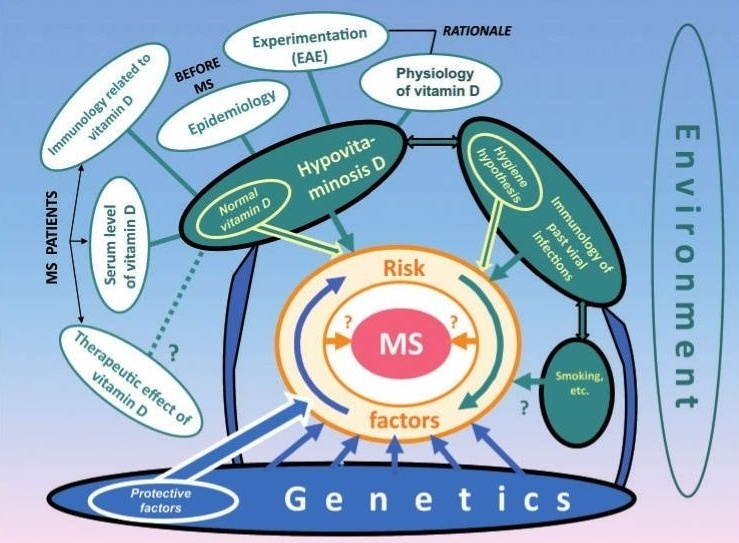 Experimentation
(EAE)
RATIONALE
Physiology
of vitamin D
BEFORE
MS
Epidemiology
Immunology related to
vitamin D
Hypovita-
minosis D
Normal
vitamin D
Hygiene
hypothesis
Immunology of
past viral
infections
Environment
MS PATIENTS
Serum level
of vitamin D
Therapeutic effect of
vitamin D
?
Risk
?
MS
?
factors
Smoking,
etc.
?
Protective
factors
Genetics